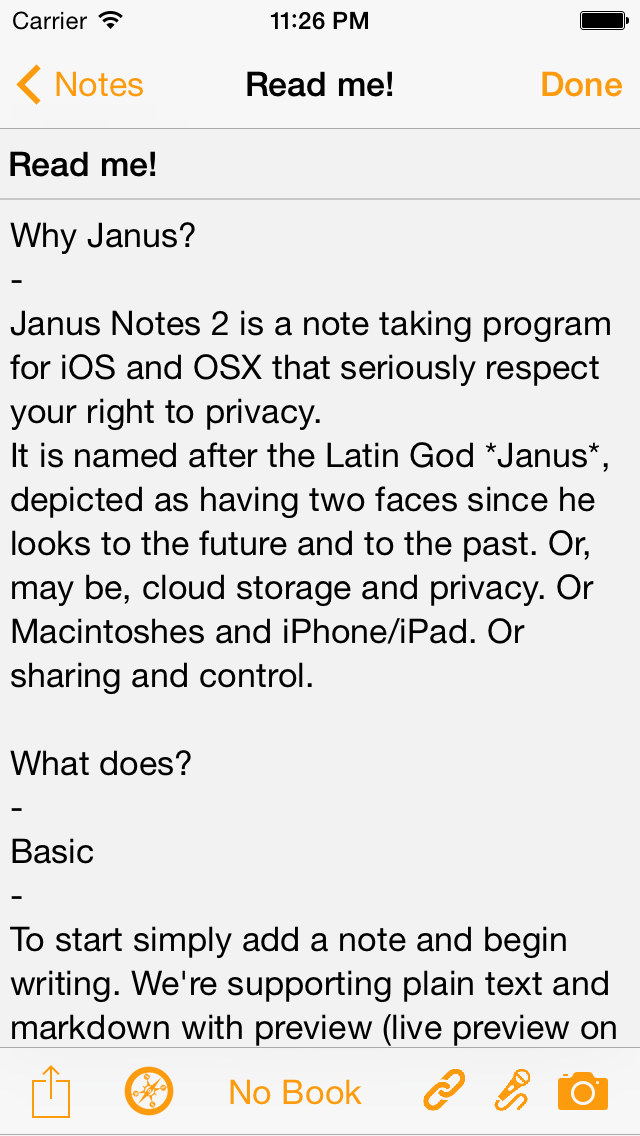 Carrier 11:26 PM
Notes Read me! Done
Read me!
Why Janus?
-
Janus Notes 2 is a note taking program
for iOS and OSX that seriously respect
your right to privacy.
It is named after the Latin God *Janus*,
depicted as having two faces since he
looks to the future and to the past. Or,
may be, cloud storage and privacy. Or
Macintoshes and iPhone/iPad. Or
sharing and control.
What does?
-
Basic
-
To start simply add a note and begin
writing. We're supporting plain text and
markdown with preview (live preview on
No Book